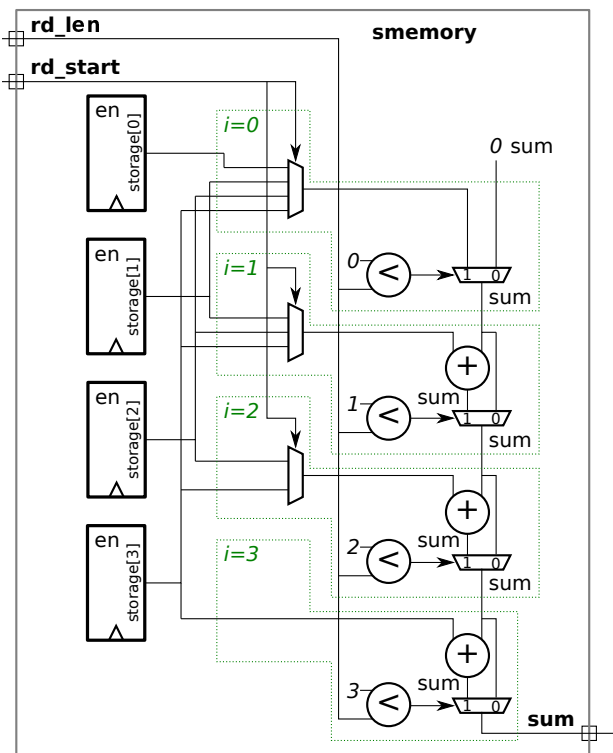 rd_len
smemory
rd_start
en
storage[0]
i=0
0 sum
0
<
1 0
sum
en
storage[1]
i=1
+
sum
1
<
1 0
sum
en
storage[2]
i=2
+
sum
2
<
1 0
sum
en
storage[3]
i=3
+
sum
3
<
1 0
sum